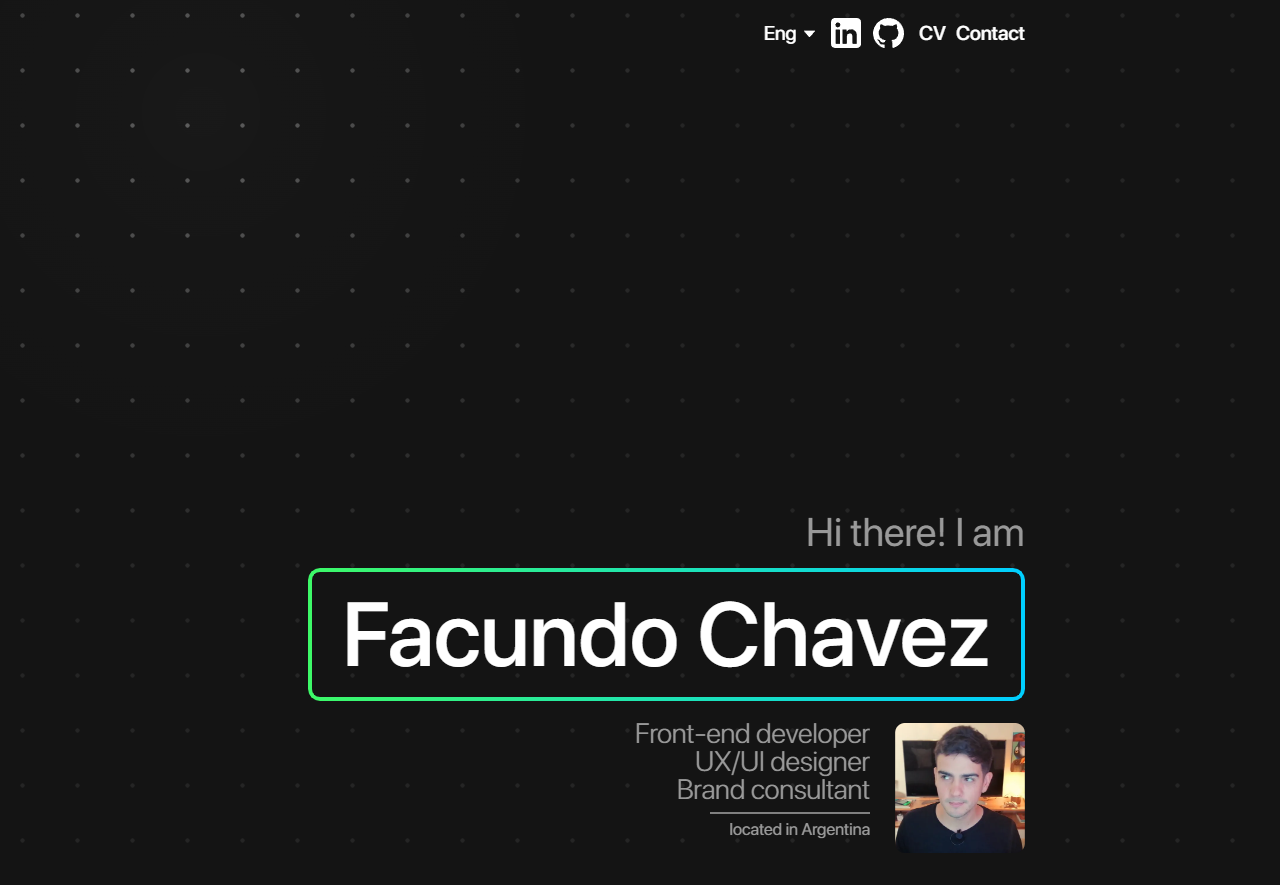 Eng in CV Contact
Hi there! I am
Facundo Chavez
Front-end developer
UX/UI designer
Brand consultant
located in Argentina